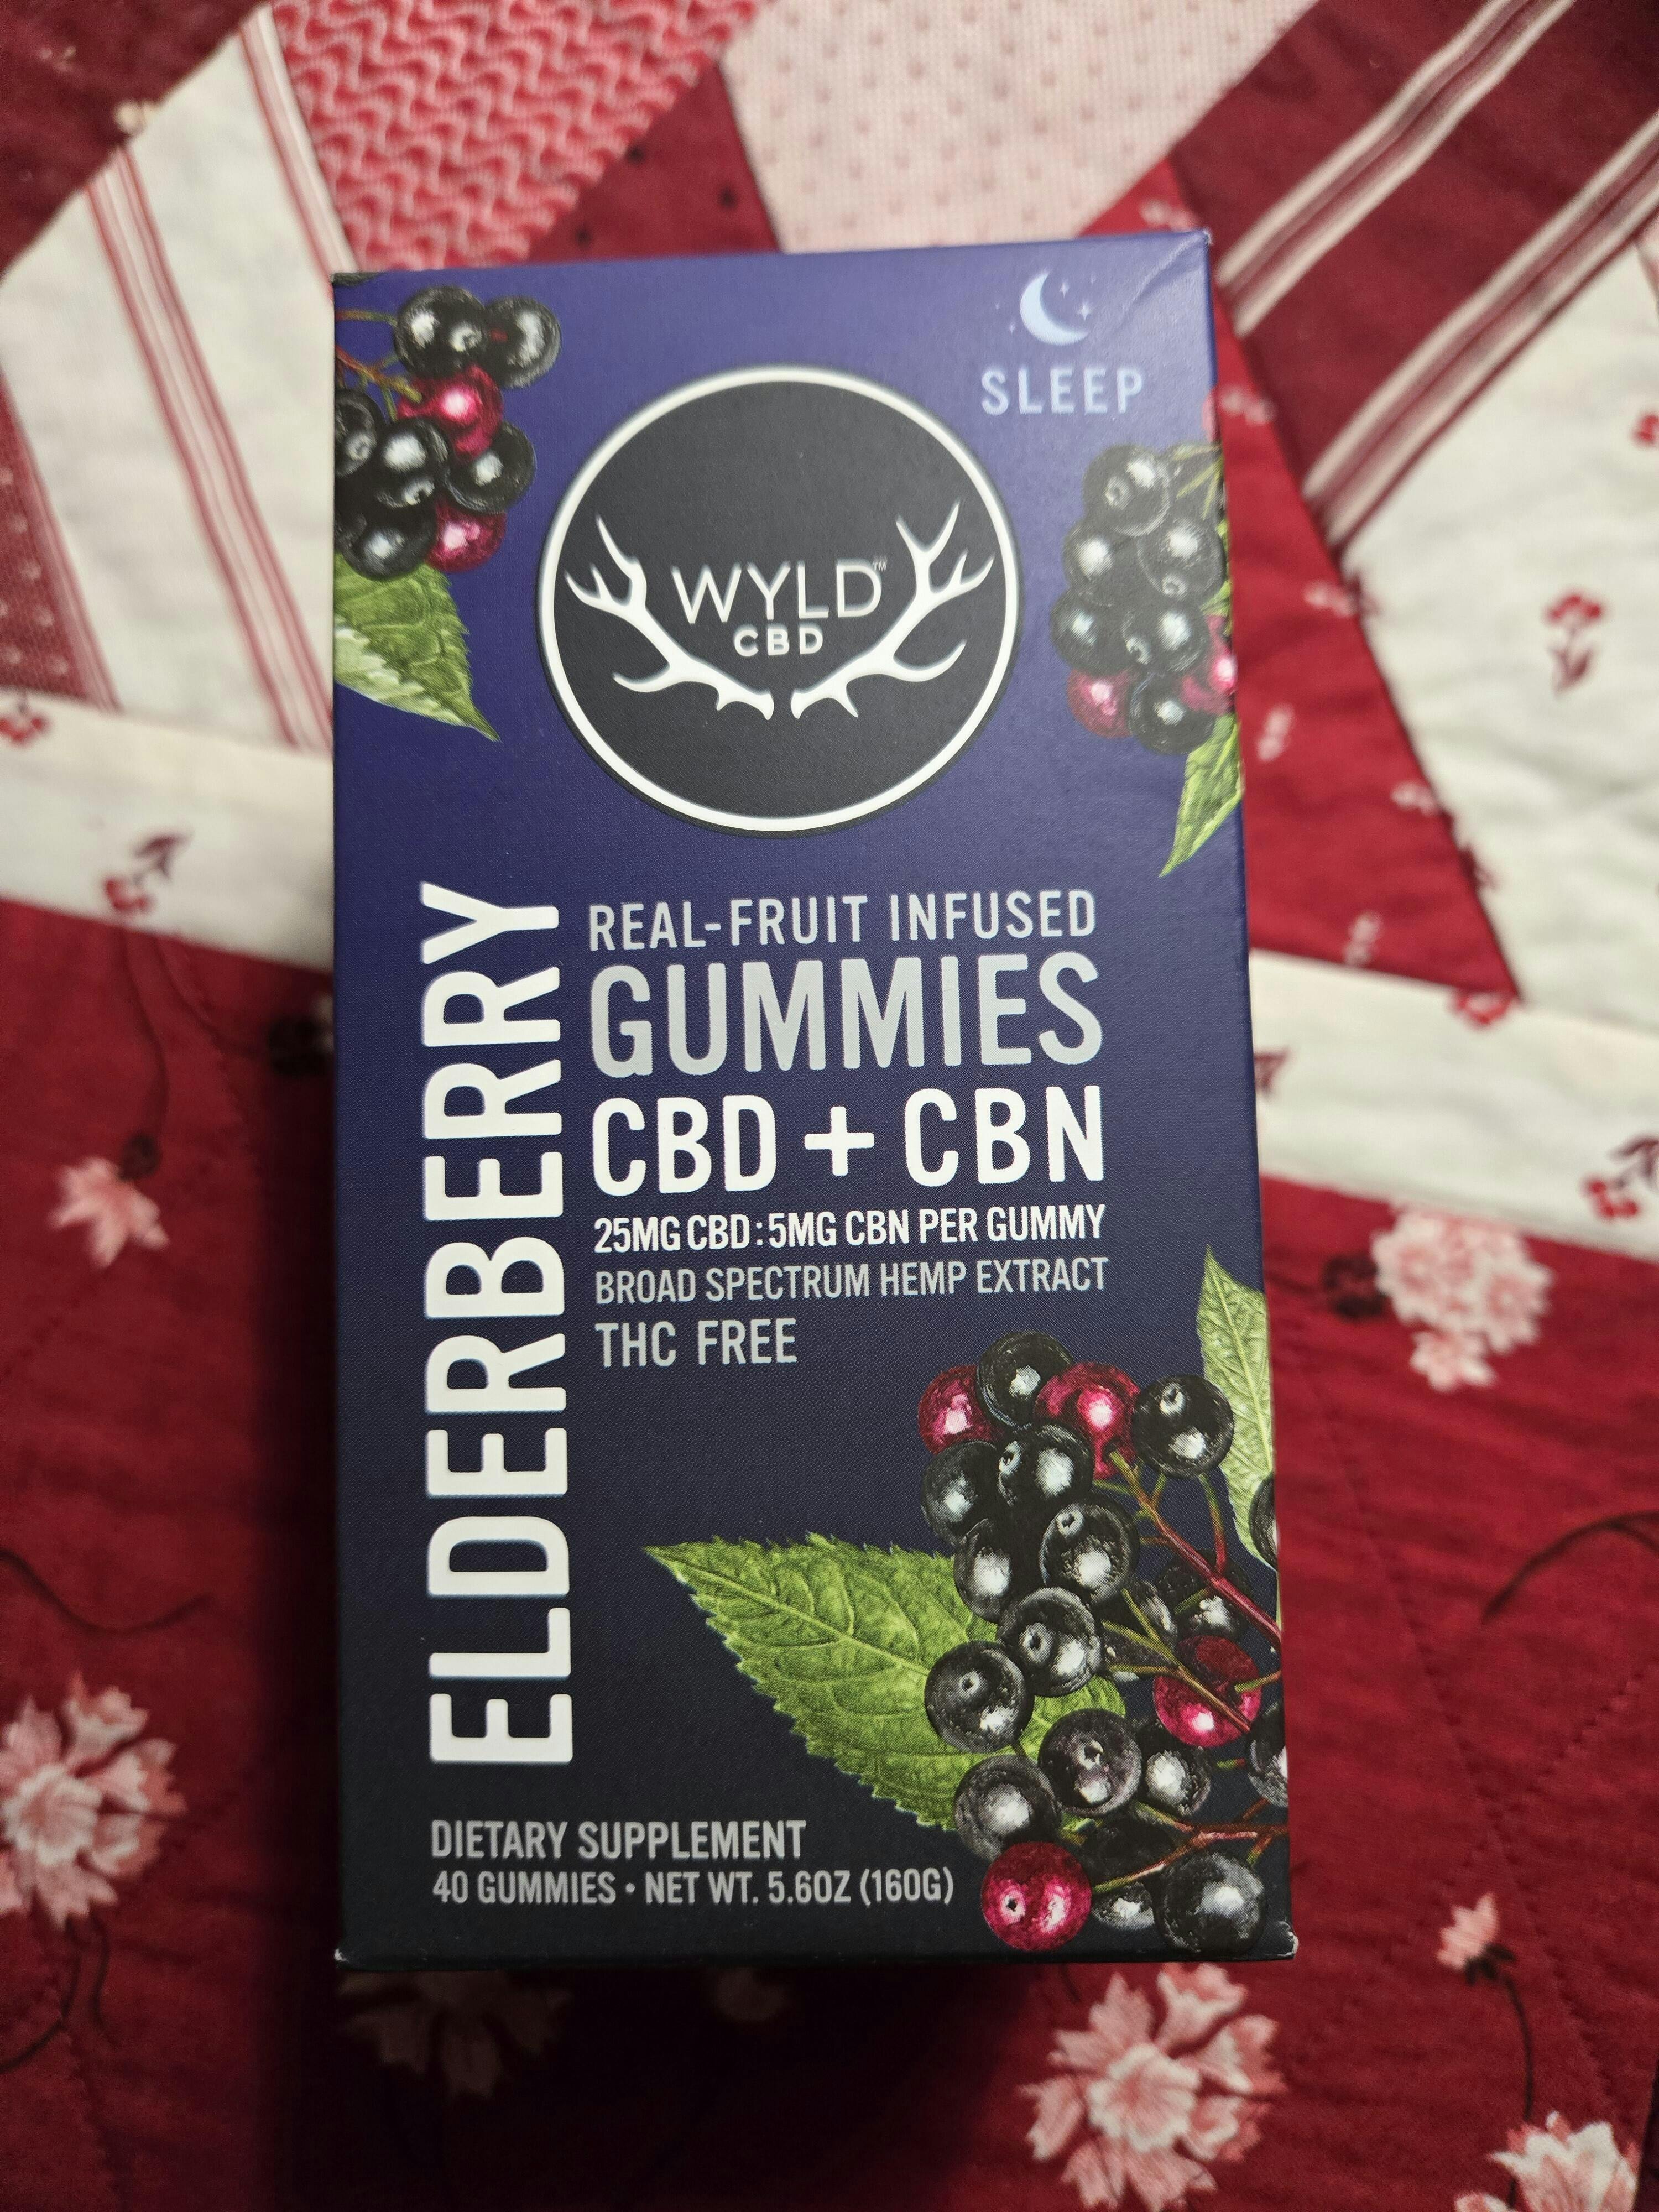 SLEEP
WYLD™
CBD
ELDERBERRY
REAL-FRUIT INFUSED
GUMMIES
CBD + CBN
25MG CBD:5MG CBN PER GUMMY
BROAD SPECTRUM HEMP EXTRACT
THC FREE
DIETARY SUPPLEMENT
40 GUMMIES • NET WT. 5.6OZ (160G)